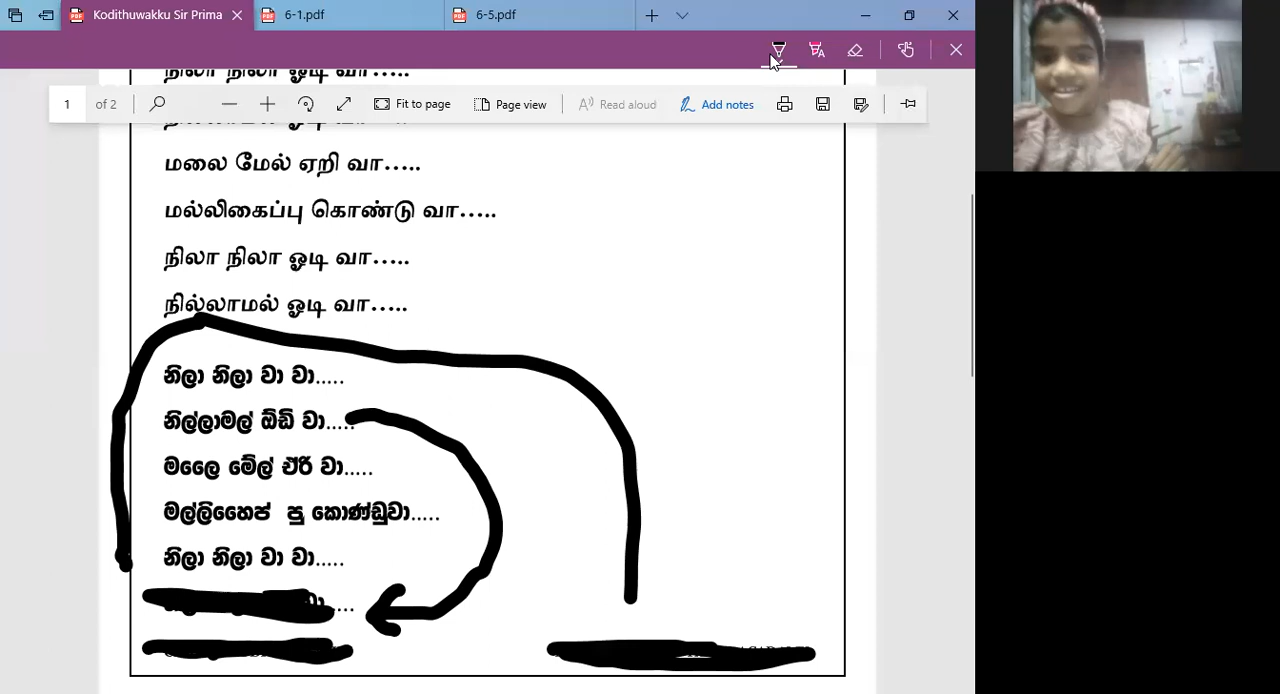 Kodithuwakku Sir Prima
6-1.pdf
6-5.pdf
நிலா நிலா ஓடி வா…..
1 of 2
Fit to page
Page view
Read aloud
Add notes
மலை மேல் ஏறி வா…..
மல்லிகைப்பு கொண்டு வா…..
நிலா நிலா ஓடி வா…..
நில்லாமல் ஓடி வா…..
නිලා නිලා වා වා.....
නිල්ලාමල් ඕඩි වා.....
මලෛ මේල් ඒරි වා.....
මල්ලිහෛප් පු කොණ්ඩුවා.....
නිලා නිලා වා වා.....